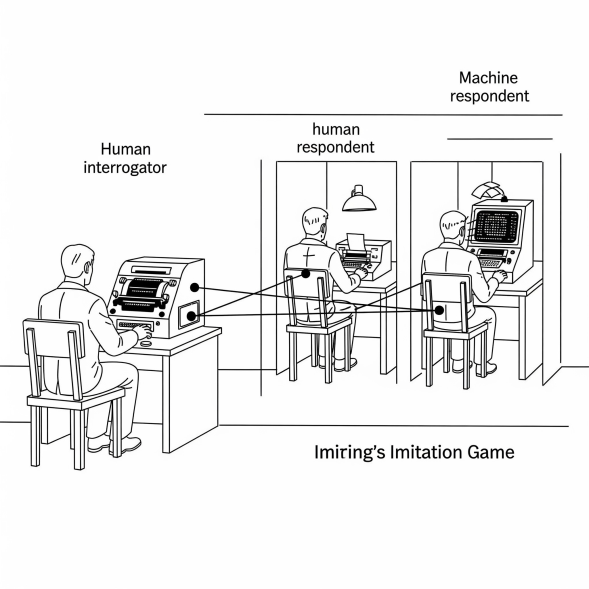 Machine
respondent
human
respondent
Human
interrogator
Imiring's Imitation Game